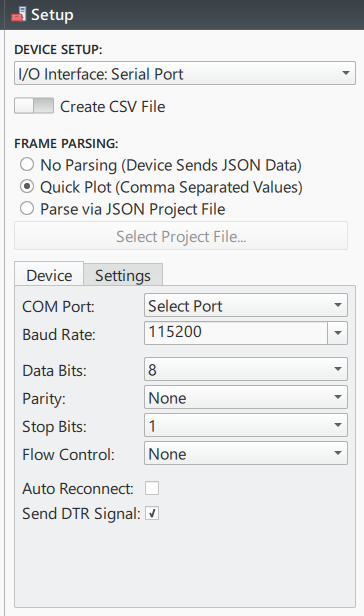 Setup
DEVICE SETUP:
I/O Interface: Serial Port
Create CSV File
FRAME PARSING:
No Parsing (Device Sends JSON Data)
Quick Plot (Comma Separated Values)
Parse via JSON Project File
Select Project File...
Device Settings
COM Port: Select Port
Baud Rate: 115200
Data Bits: 8
Parity: None
Stop Bits: 1
Flow Control: None
Auto Reconnect:
Send DTR Signal: